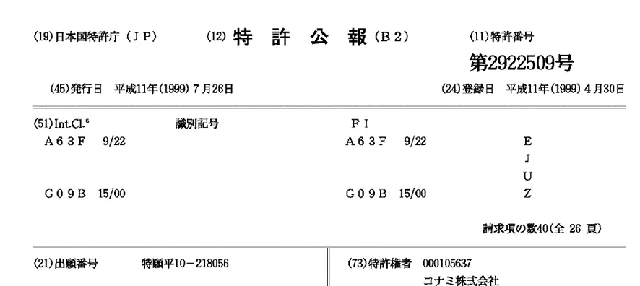 (19)日本国特許庁(JP) (12)特許公報(B2) (11)特許番号
第2922509号
(45)発行日 平成11年(1999)7月26日 (24)登録日 平成11年(1999)4月30日
(51)Int.Cl.⁶ 識別記号 FI
A63F 9/22 A63F 9/22 E
J
U
G09B 15/00 G09B 15/00 Z
請求項の数40(全 26 頁)
(21)出願番号 特願平10-218056 (73)特許権者 000105637
コナミ株式会社